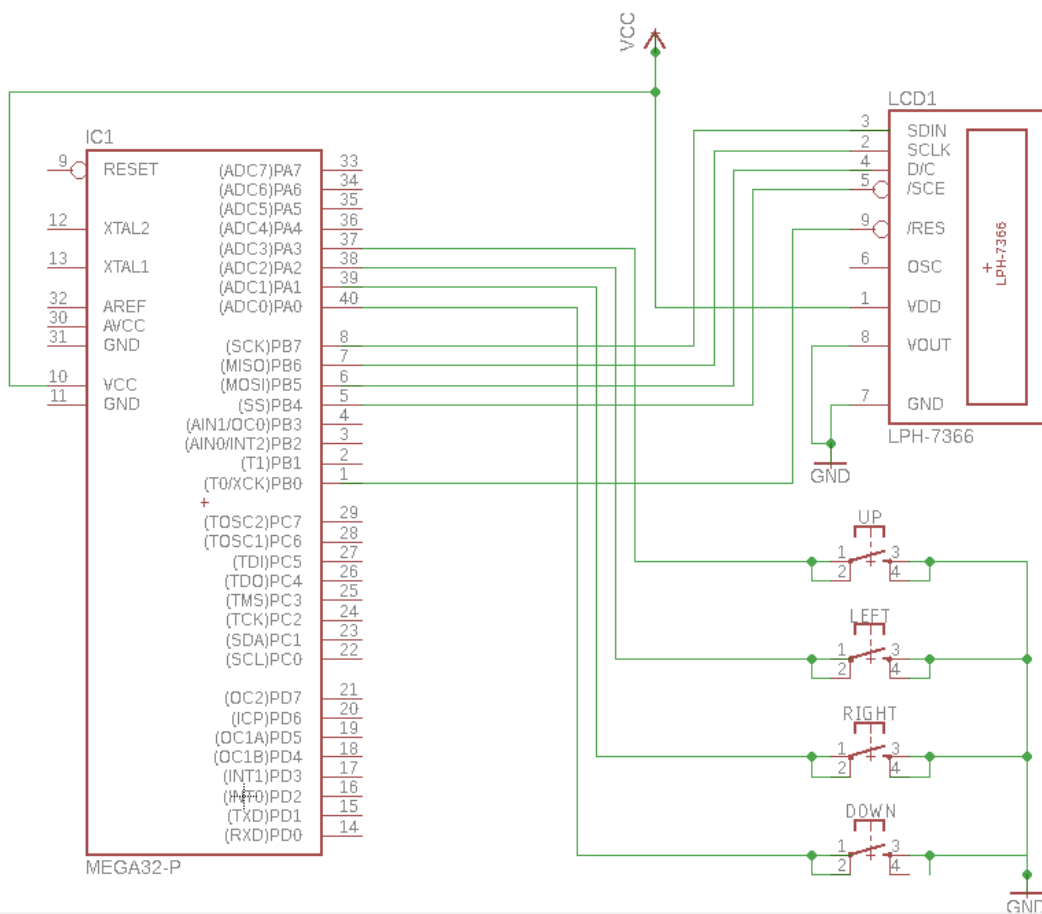 VCC
IC1
9 RESET
12 XTAL2
13 XTAL1
32 AREF
30 AVCC
31 GND
10 VCC
11 GND
(ADC7)PA7 33
(ADC6)PA6 34
(ADC5)PA5 35
(ADC4)PA4 36
(ADC3)PA3 37
(ADC2)PA2 38
(ADC1)PA1 39
(ADC0)PA0 40
(SCK)PB7 8
(MISO)PB6 7
(MOSI)PB5 6
(SS)PB4 5
(AIN1/OC0)PB3 4
(AIN0/INT2)PB2 3
(T1)PB1 2
(T0/XCK)PB0 1
(TOSC2)PC7 29
(TOSC1)PC6 28
(TDI)PC5 27
(TDO)PC4 26
(TMS)PC3 25
(TCK)PC2 24
(SDA)PC1 23
(SCL)PC0 22
(OC2)PD7 21
(ICP)PD6 20
(OC1A)PD5 19
(OC1B)PD4 18
(INT1)PD3 17
(INT0)PD2 16
(TXD)PD1 15
(RXD)PD0 14
MEGA32-P
LCD1
3 SDIN
2 SCLK
4 D/C
5 /SCE
9 /RES
6 OSC
1 VDD
8 VOUT
7 GND
LPH-7366
LPH-7366
GND
UP
1 3
2 4
LEFT
1 3
2 4
RIGHT
1 3
2 4
DOWN
1 3
2 4
GND